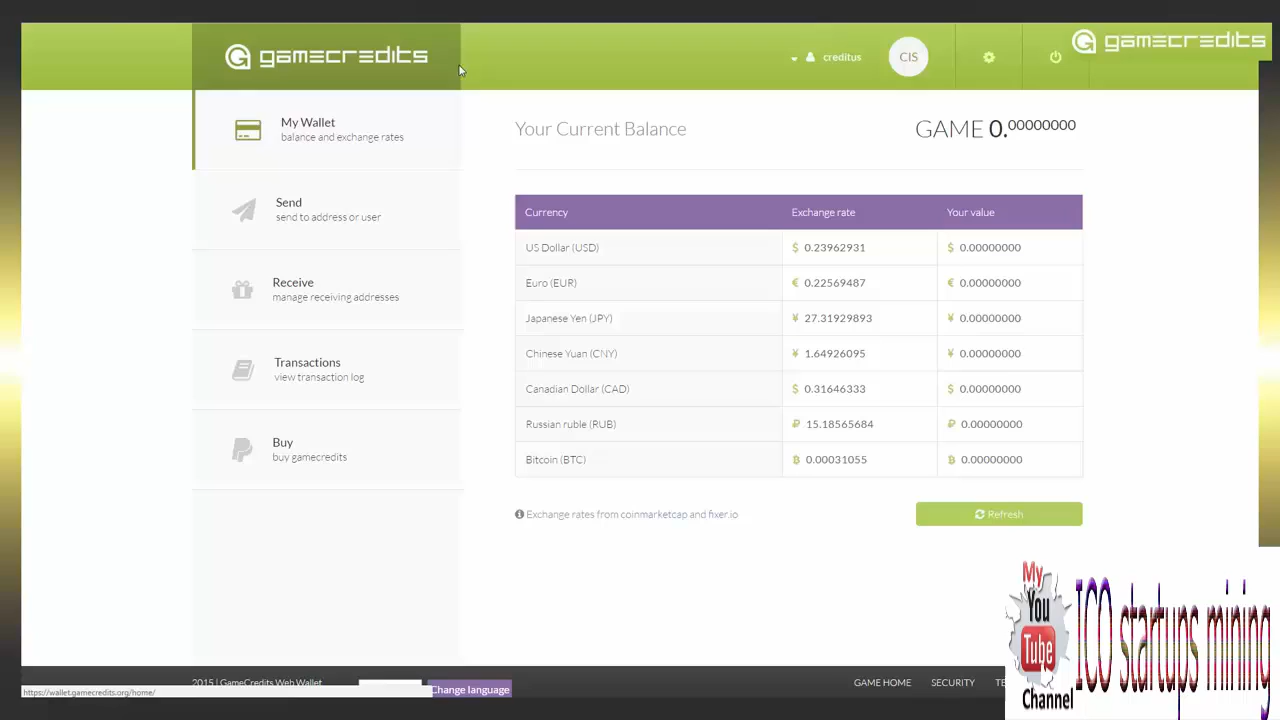 gamecredits
creditus
CIS
gamecredits
My Wallet
balance and exchange rates
Send
send to address or user
Receive
manage receiving addresses
Transactions
view transaction log
Buy
buy gamecredits
Your Current Balance
GAME 0.00000000
Currency Exchange rate Your value
US Dollar (USD) $ 0.23962931 $ 0.00000000
Euro (EUR) € 0.22569487 € 0.00000000
Japanese Yen (JPY) ¥ 27.31929893 ¥ 0.00000000
Chinese Yuan (CNY) ¥ 1.64926095 ¥ 0.00000000
Canadian Dollar (CAD) $ 0.31646333 $ 0.00000000
Russian ruble (RUB) ₽ 15.18565684 ₽ 0.00000000
Bitcoin (BTC) ฿ 0.00031055 ฿ 0.00000000
Exchange rates from coinmarketcap and fixer.io
Refresh
My
You
Tube
Channel
ICO startups mining
2015 | GameCredits Web Wallet
Change language
GAME HOME SECURITY
https://wallet.gamecredits.org/home/